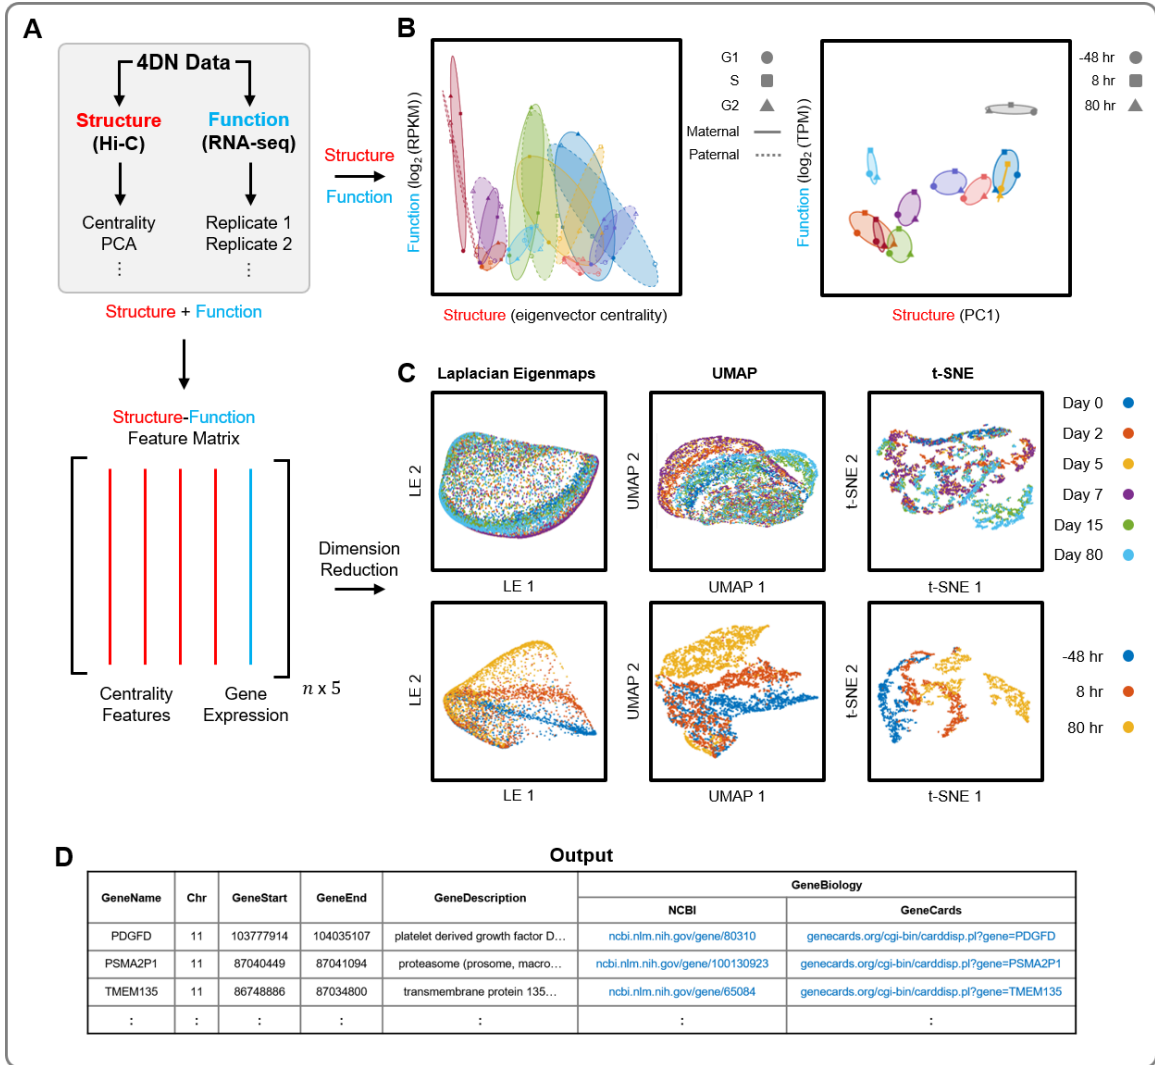 A
4DN Data
Structure
(Hi-C)
Function
(RNA-seq)
Centrality
PCA
⋮
Replicate 1
Replicate 2
⋮
Structure + Function
Structure
Function
Structure-Function
Feature Matrix
Centrality
Features
Gene
Expression
n x 5
Dimension
Reduction
B
Function (log2 (RPKM))
Structure (eigenvector centrality)
G1
S
G2
Maternal
Paternal
Function (log2 (TPM))
Structure (PC1)
-48 hr
8 hr
80 hr
C
Laplacian Eigenmaps
UMAP
t-SNE
LE 2
LE 1
UMAP 2
UMAP 1
t-SNE 2
t-SNE 1
Day 0
Day 2
Day 5
Day 7
Day 15
Day 80
LE 2
LE 1
UMAP 2
UMAP 1
t-SNE 2
t-SNE 1
-48 hr
8 hr
80 hr
D
Output
GeneName Chr GeneStart GeneEnd GeneDescription GeneBiology
NCBI GeneCards
PDGFD 11 103777914 104035107 platelet derived growth factor D... ncbi.nlm.nih.gov/gene/80310 genecards.org/cgi-bin/carddisp.pl?gene=PDGFD
PSMA2P1 11 87040449 87041094 proteasome (prosome, macro... ncbi.nlm.nih.gov/gene/100130923 genecards.org/cgi-bin/carddisp.pl?gene=PSMA2P1
TMEM135 11 86748886 87034800 transmembrane protein 135... ncbi.nlm.nih.gov/gene/65084 genecards.org/cgi-bin/carddisp.pl?gene=TMEM135
: : : : : : :